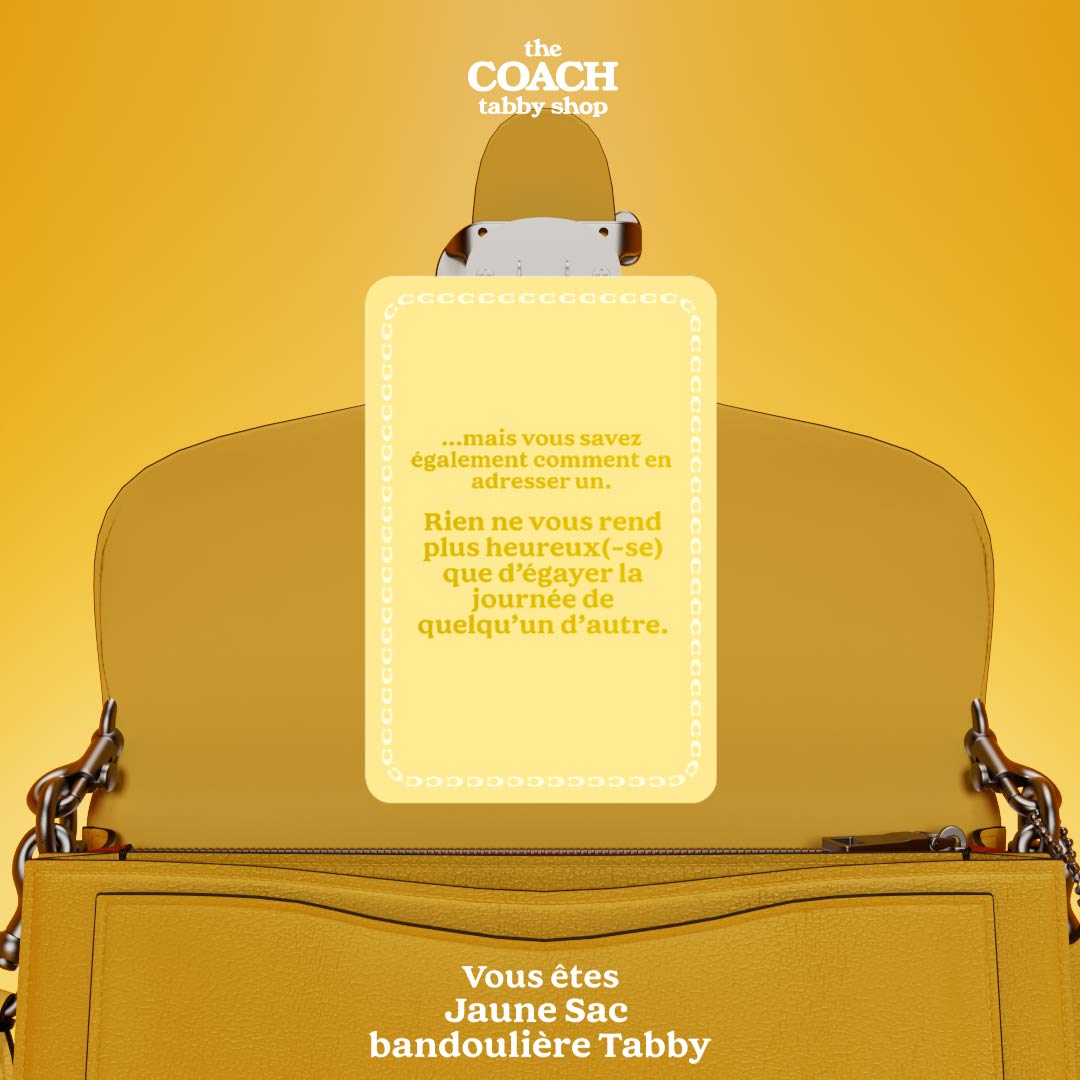 the
COACH
tabby shop
...mais vous savez
également comment en
adresser un.
Rien ne vous rend
plus heureux(-se)
que d’égayer la
journée de
quelqu’un d’autre.
Vous êtes
Jaune Sac
bandoulière Tabby